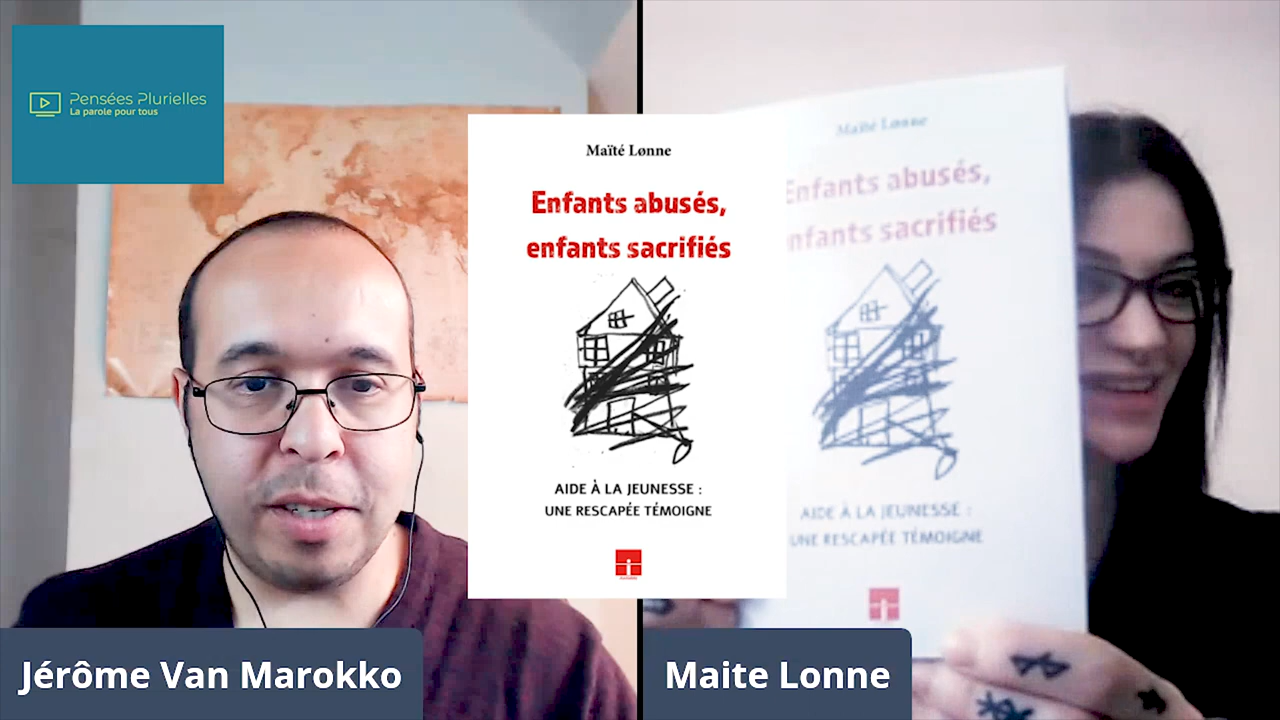 Pensées Plurielles
La parole pour tous
Maïté Lønne
Enfants abusés,
enfants sacrifiés
AIDE À LA JEUNESSE :
UNE RESCAPÉE TÉMOIGNE
Maïté Lønne
Enfants abusés,
enfants sacrifiés
AIDE À LA JEUNESSE :
UNE RESCAPÉE TÉMOIGNE
Jérôme Van Marokko
Maite Lonne